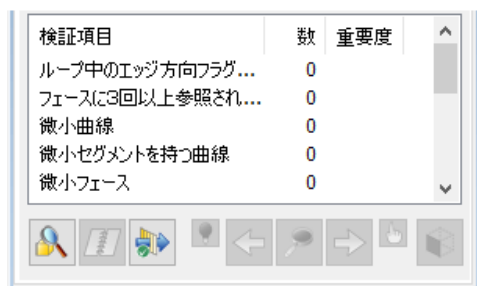 検証項目 数 重要度
ループ中のエッジ方向フラグ... 0
フェースに3回以上参照され... 0
微小曲線 0
微小セグメントを持つ曲線 0
微小フェース 0